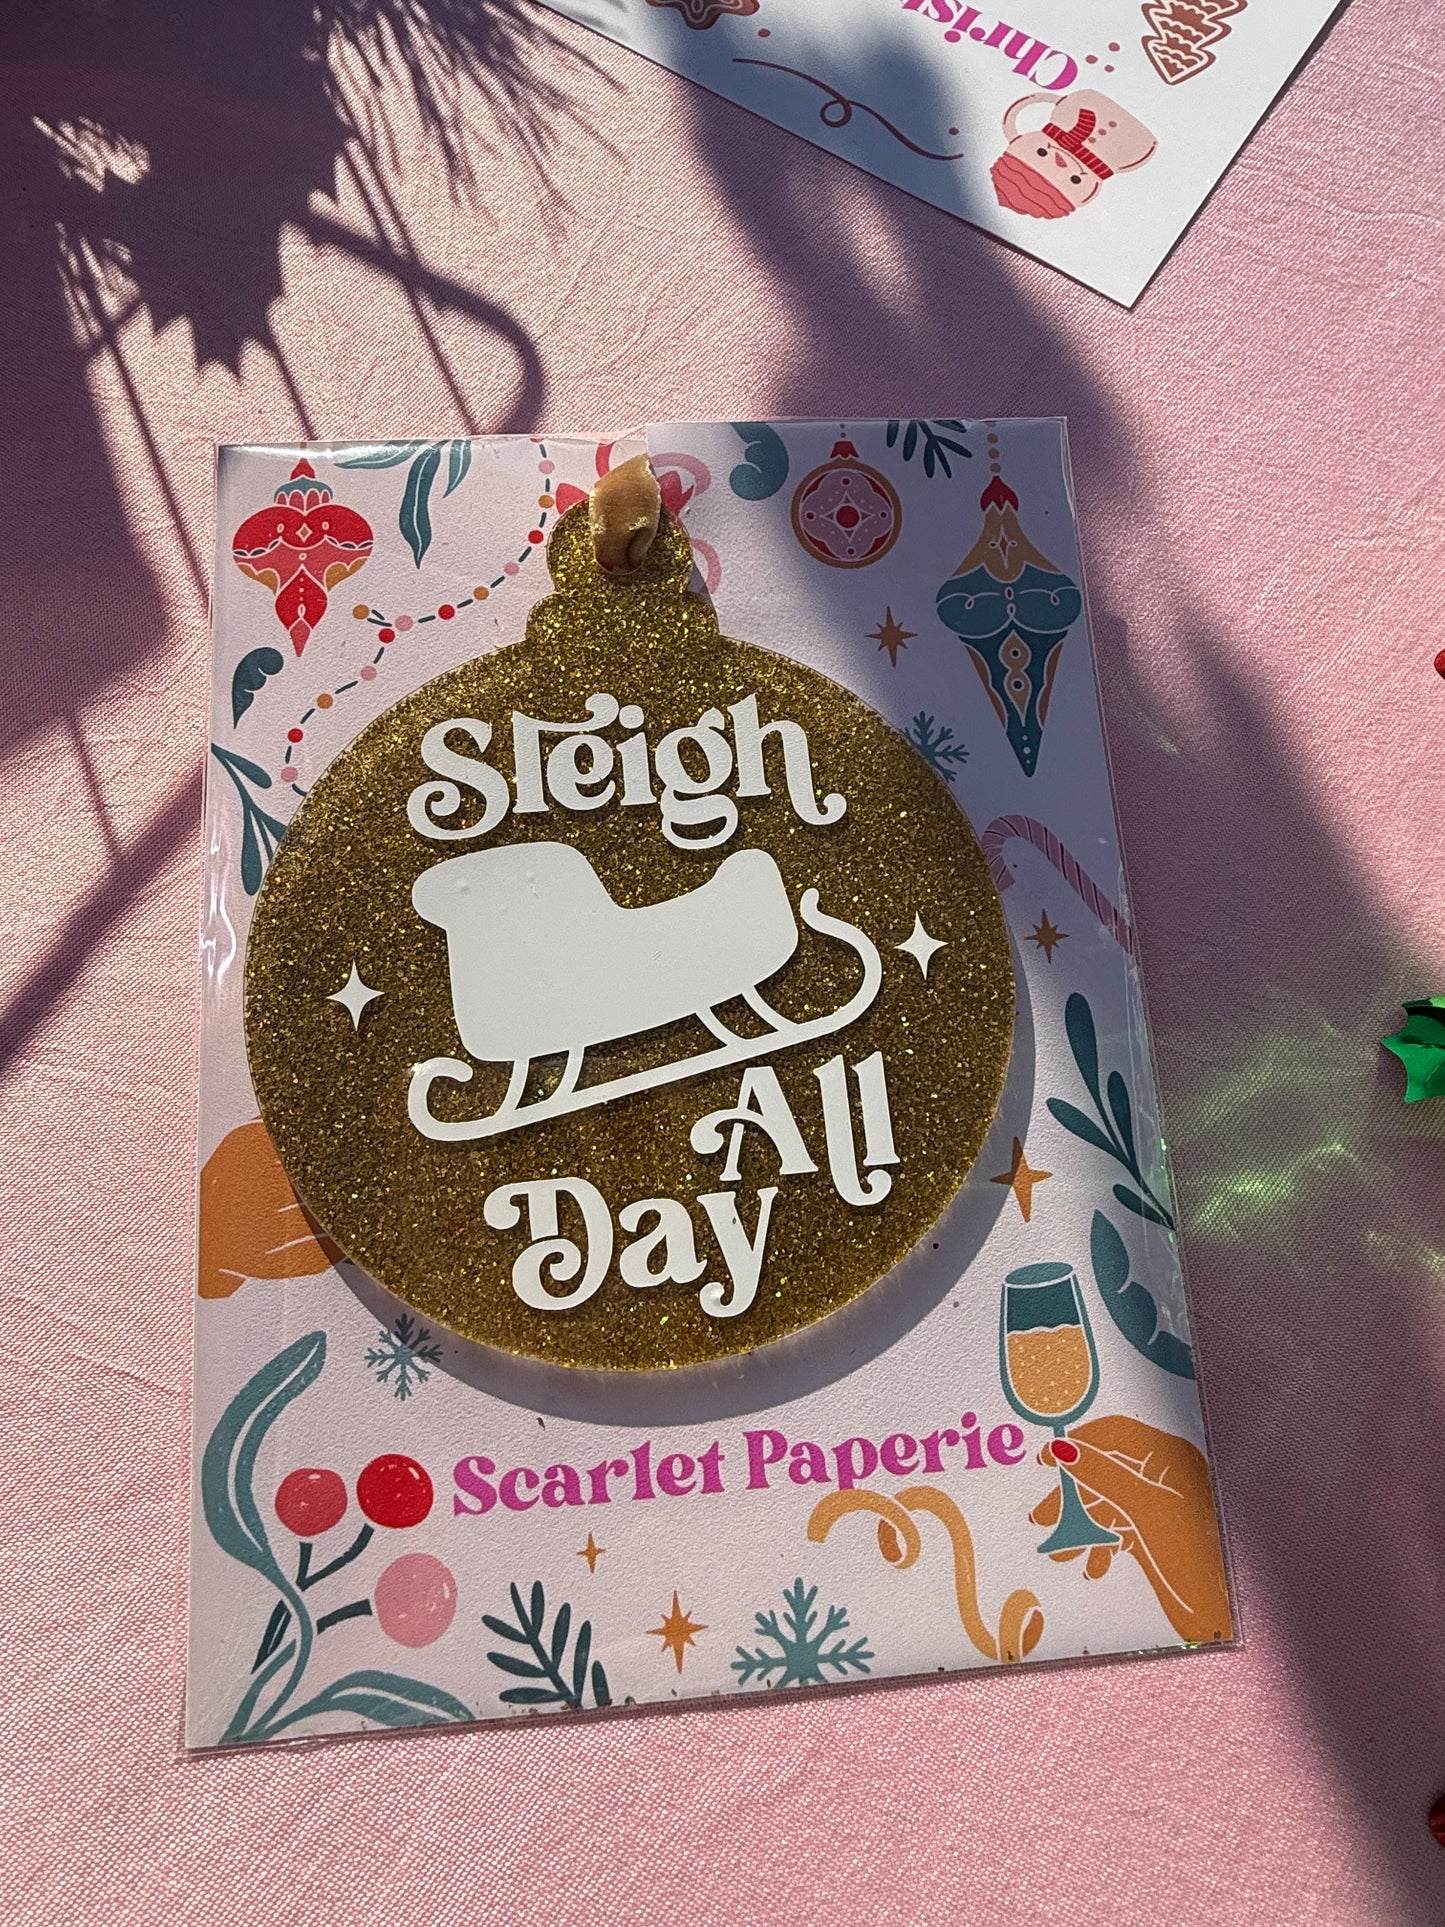 Sleigh
All
Day
Scarlet Paperie